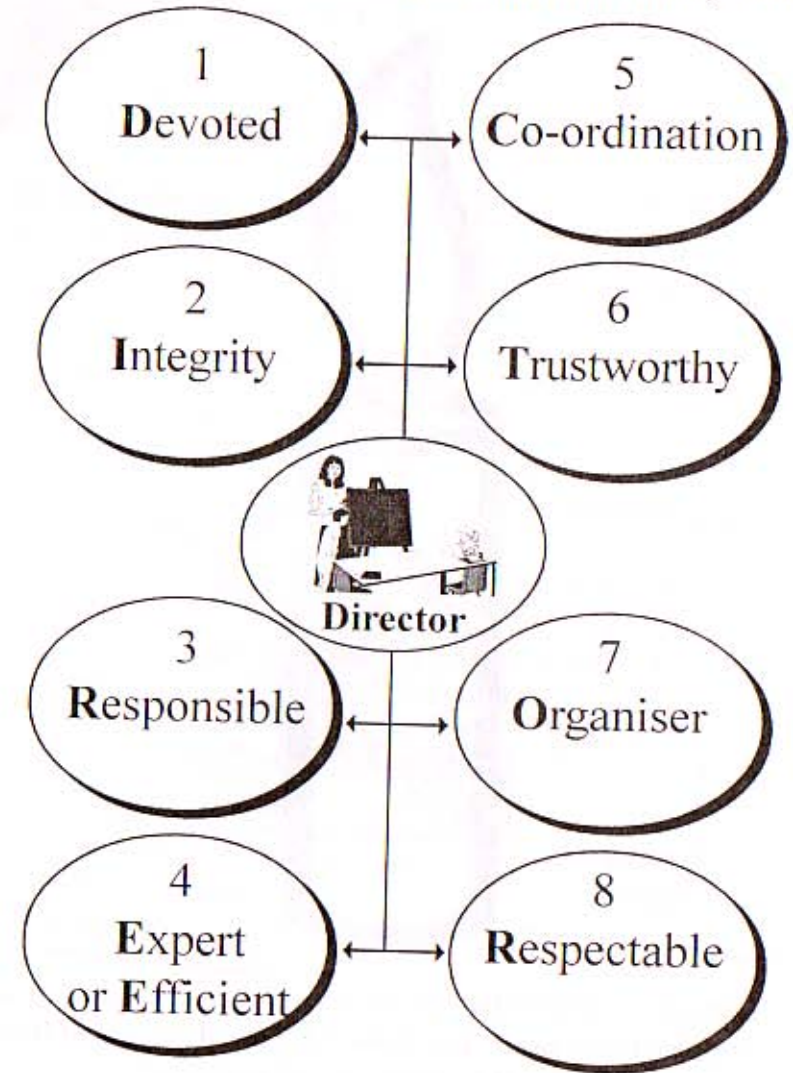 1
Devoted
5
Co-ordination
2
Integrity
6
Trustworthy
Director
3
Responsible
7
Organiser
4
Expert
or Efficient
8
Respectable